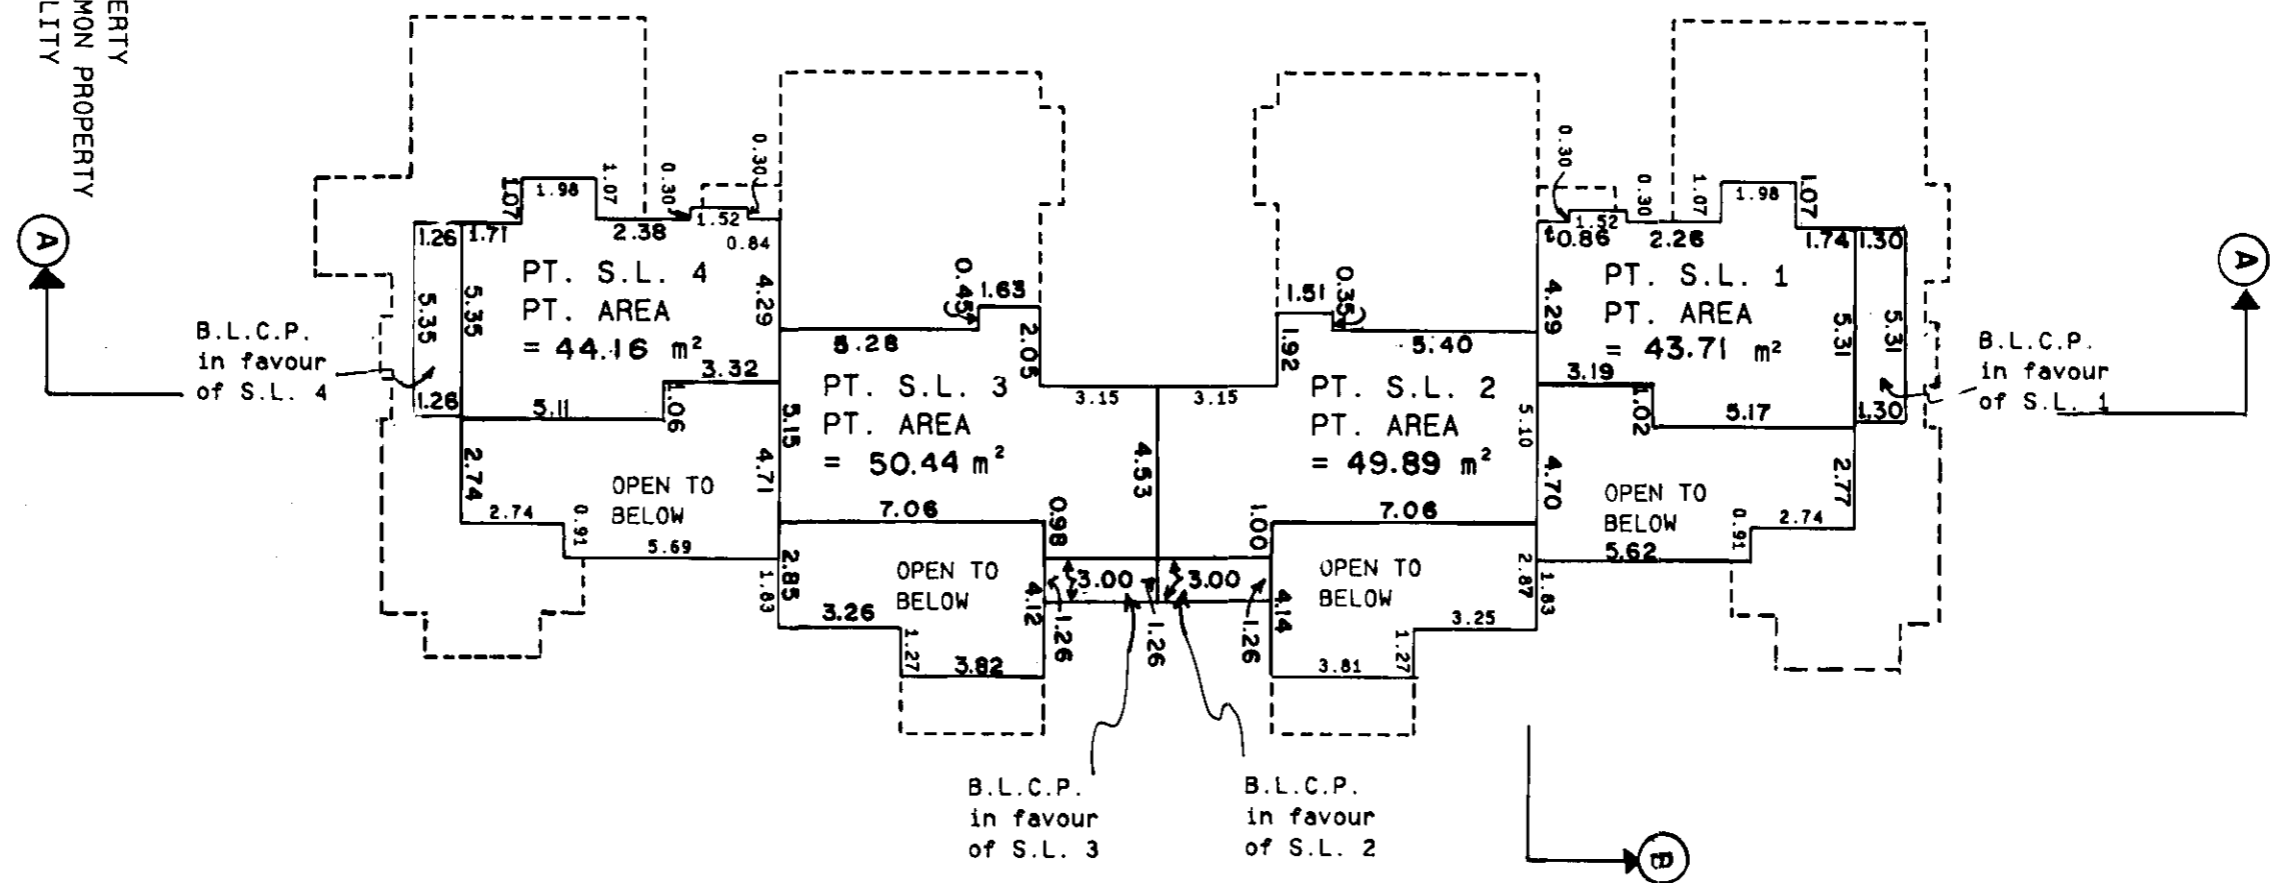 ERTY
MON PROPERTY
LITY
A
A
B.L.C.P.
in favour
of S.L. 4
1.26
1.71
1.07
1.98
1.07
2.38
0.30
1.52
0.30
0.84
5.35
5.35
PT. S.L. 4
PT. AREA
= 44.16 m²
4.29
3.32
1.26
5.11
1.06
2.74
2.74
0.91
OPEN TO
BELOW
4.71
5.69
1.83
5.28
0.45
1.63
2.05
PT. S.L. 3
PT. AREA
= 50.44 m²
5.15
3.15
7.06
0.98
4.53
2.85
OPEN TO
BELOW
3.26
1.27
3.82
4.12
3.00
1.26
1.26
B.L.C.P.
in favour
of S.L. 3
1.51
0.35
1.92
5.40
3.15
PT. S.L. 2
PT. AREA
= 49.89 m²
5.10
7.06
1.00
3.00
1.26
4.14
OPEN TO
BELOW
2.87
3.25
1.27
3.81
B.L.C.P.
in favour
of S.L. 2
0.30
1.52
0.30
0.86
2.26
1.07
1.98
1.07
1.74
1.30
4.29
PT. S.L. 1
PT. AREA
= 43.71 m²
5.31
5.31
3.19
1.02
5.17
1.30
B.L.C.P.
in favour
of S.L. 1
4.70
OPEN TO
BELOW
2.77
2.74
0.91
5.62
1.83
B